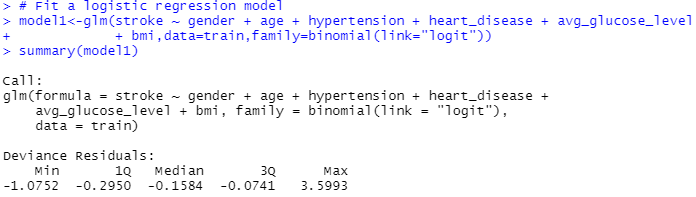 > # Fit a logistic regression model
> model1<-glm(stroke ~ gender + age + hypertension + heart_disease + avg_glucose_level
+ + bmi,data=train,family=binomial(link="logit"))
> summary(model1)
Call:
glm(formula = stroke ~ gender + age + hypertension + heart_disease +
avg_glucose_level + bmi, family = binomial(link = "logit"),
data = train)
Deviance Residuals:
Min 1Q Median 3Q Max
-1.0752 -0.2950 -0.1584 -0.0741 3.5993